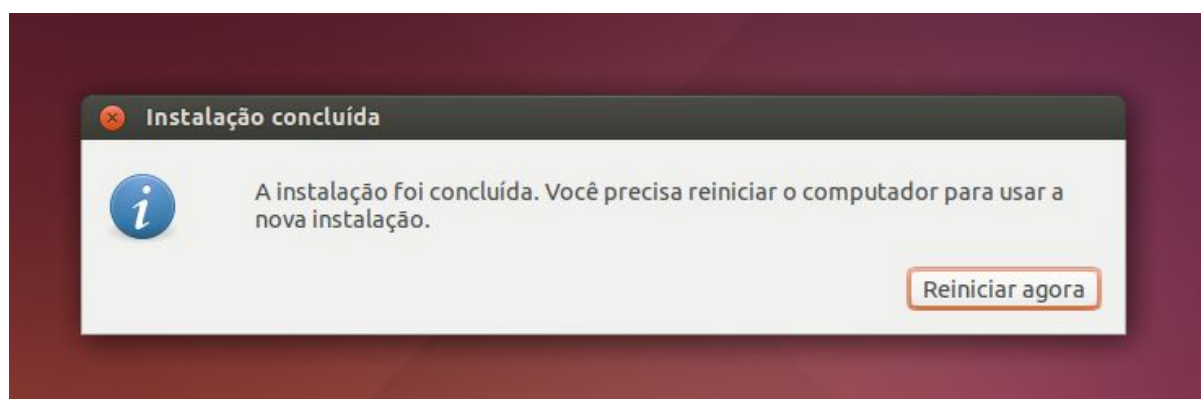 Instalação concluída
A instalação foi concluída. Você precisa reiniciar o computador para usar a
nova instalação.
Reiniciar agora